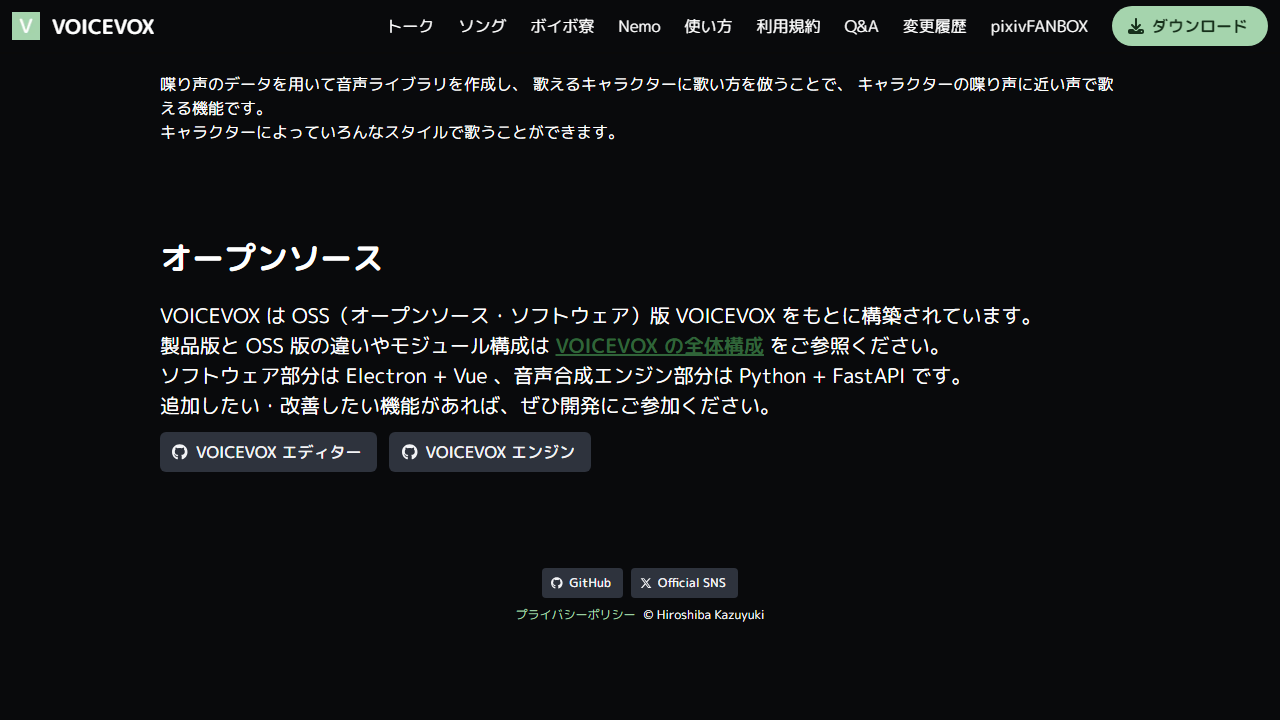 V VOICEVOX トーク ソング ボイボ寮 Nemo 使い方 利用規約 Q&A 変更履歴 pixivFANBOX ダウンロード
喋り声のデータを用いて音声ライブラリを作成し、 歌えるキャラクターに歌い方を倣うことで、 キャラクターの喋り声に近い声で歌
える機能です。
キャラクターによっていろんなスタイルで歌うことができます。
オープンソース
VOICEVOX は OSS（オープンソース・ソフトウェア）版 VOICEVOX をもとに構築されています。
製品版と OSS 版の違いやモジュール構成は VOICEVOX の全体構成 をご参照ください。
ソフトウェア部分は Electron + Vue 、音声合成エンジン部分は Python + FastAPI です。
追加したい・改善したい機能があれば、ぜひ開発にご参加ください。
VOICEVOX エディター VOICEVOX エンジン
GitHub Official SNS
プライバシーポリシー © Hiroshiba Kazuyuki